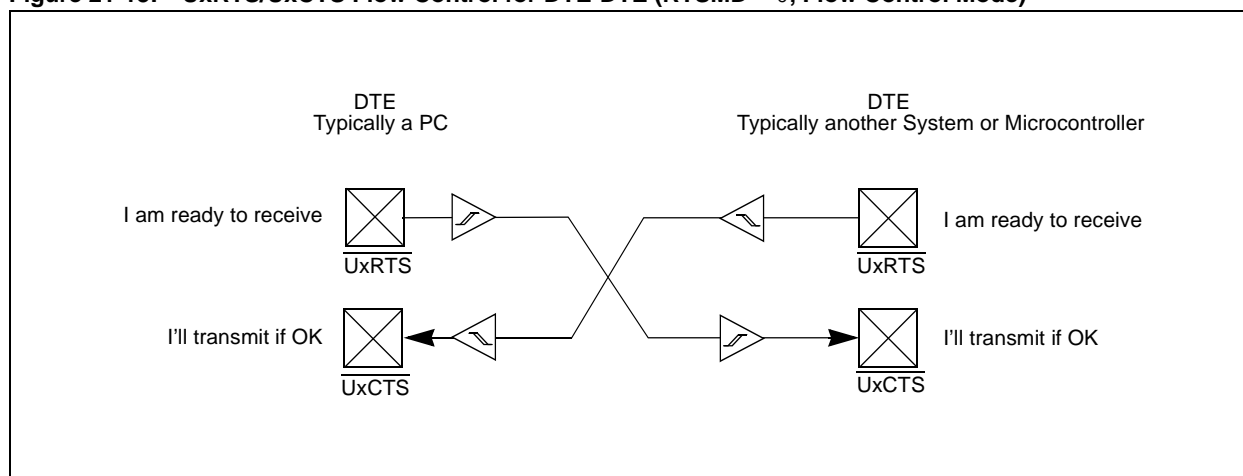 DTE
Typically a PC
DTE
Typically another System or Microcontroller
I am ready to receive
UxRTS
I am ready to receive
UxRTS
I'll transmit if OK
UxCTS
I'll transmit if OK
UxCTS